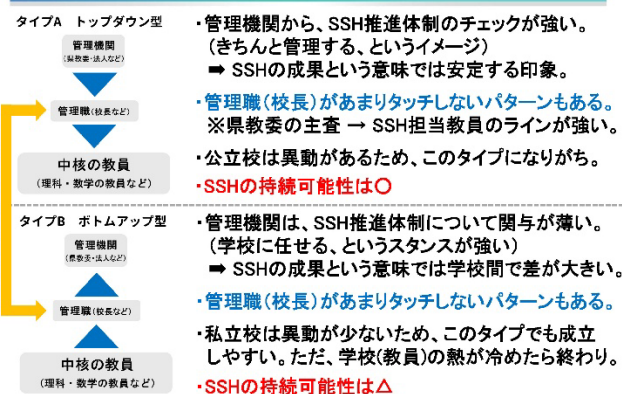 タイプA　トップダウン型
管理機関
(県教委・法人など)
管理職(校長など)
中核の教員
(理科・数学の教員など)
・管理機関から、SSH推進体制のチェックが強い。
（きちんと管理する、というイメージ）
➡ SSHの成果という意味では安定する印象。
・管理職（校長）があまりタッチしないパターンもある。
※県教委の主査 → SSH担当教員のラインが強い。
・公立校は異動があるため、このタイプになりがち。
・SSHの持続可能性は〇
タイプB　ボトムアップ型
管理機関
(県教委・法人など)
管理職(校長など)
中核の教員
(理科・数学の教員など)
・管理機関は、SSH推進体制について関与が薄い。
（学校に任せる、というスタンスが強い）
➡ SSHの成果という意味では学校間で差が大きい。
・管理職（校長）があまりタッチしないパターンもある。
・私立校は異動が少ないため、このタイプでも成立
しやすい。ただ、学校(教員)の熱が冷めたら終わり。
・SSHの持続可能性は△